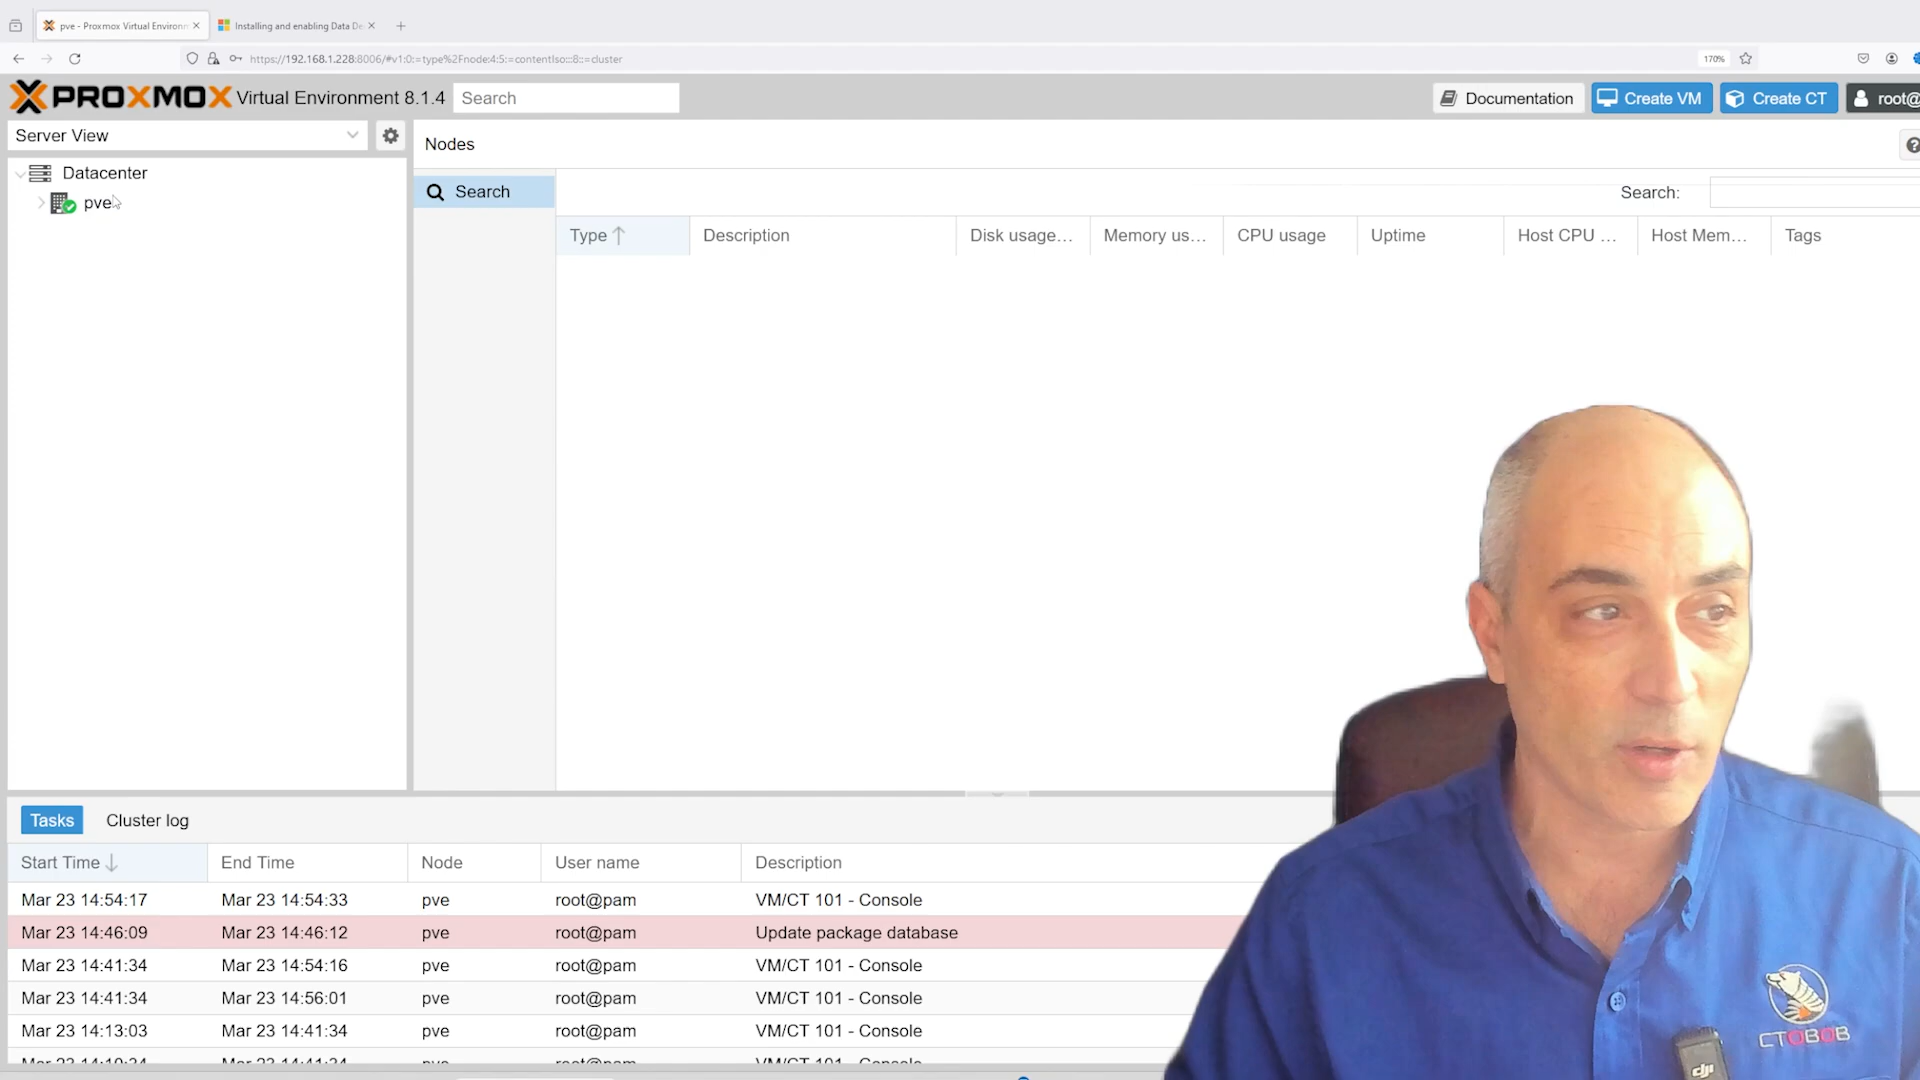 pve - Proxmox Virtual Environm
Installing and enabling Data De
https://192.168.1.228:8006/#v1:0:=type%2Fnode:4:5:=contentIso:::8::=cluster
170%
PROXMOX Virtual Environment 8.1.4
Search
Documentation
Create VM
Create CT
root@
Server View
Nodes
Datacenter
pve
Search
Search:
Type
Description
Disk usage...
Memory us...
CPU usage
Uptime
Host CPU ...
Host Mem...
Tags
Tasks
Cluster log
Start Time
End Time
Node
User name
Description
Mar 23 14:54:17
Mar 23 14:54:33
pve
root@pam
VM/CT 101 - Console
Mar 23 14:46:09
Mar 23 14:46:12
pve
root@pam
Update package database
Mar 23 14:41:34
Mar 23 14:54:16
pve
root@pam
VM/CT 101 - Console
Mar 23 14:41:34
Mar 23 14:56:01
pve
root@pam
VM/CT 101 - Console
Mar 23 14:13:03
Mar 23 14:41:34
pve
root@pam
VM/CT 101 - Console
CTOBOB
dji